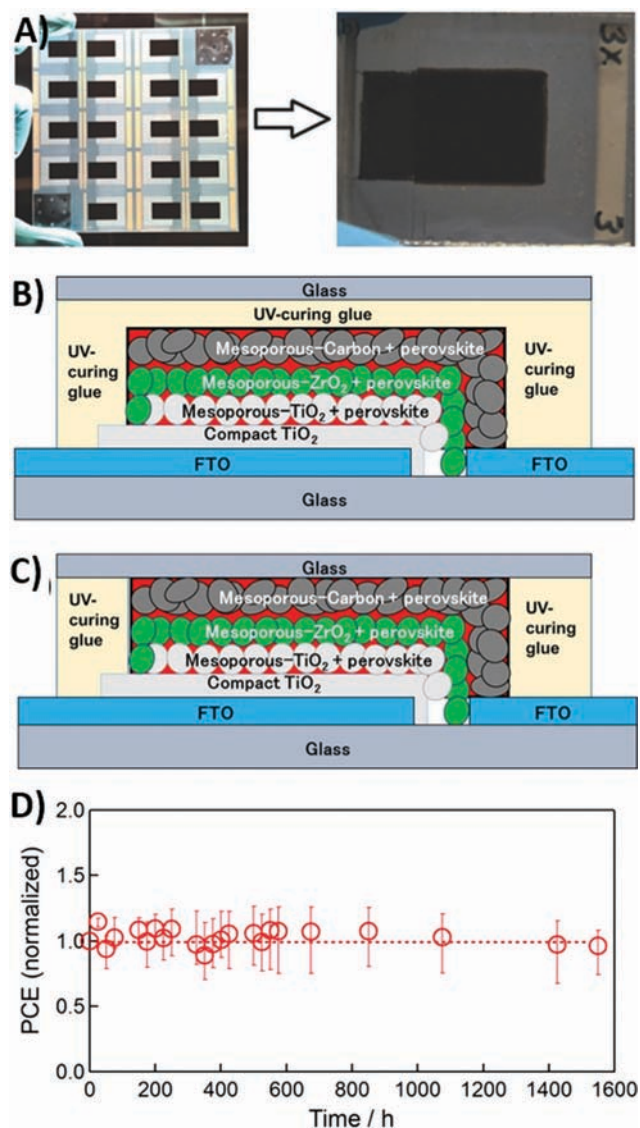 A)
b)
3x
3
B)
Glass
UV-curing glue
UV-
curing
glue
Mesoporous-Carbon + perovskite
UV-
curing
glue
Mesoporous-ZrO₂ + perovskite
Mesoporous-TiO₂ + perovskite
Compact TiO₂
FTO
FTO
Glass
C)
Glass
UV-
curing
glue
Mesoporous-Carbon + perovskite
UV-
curing
glue
Mesoporous-ZrO₂ + perovskite
Mesoporous-TiO₂ + perovskite
Compact TiO₂
FTO
FTO
Glass
D)
PCE (normalized)
2.0
1.5
1.0
0.5
0.0
0 200 400 600 800 1000 1200 1400 1600
Time / h